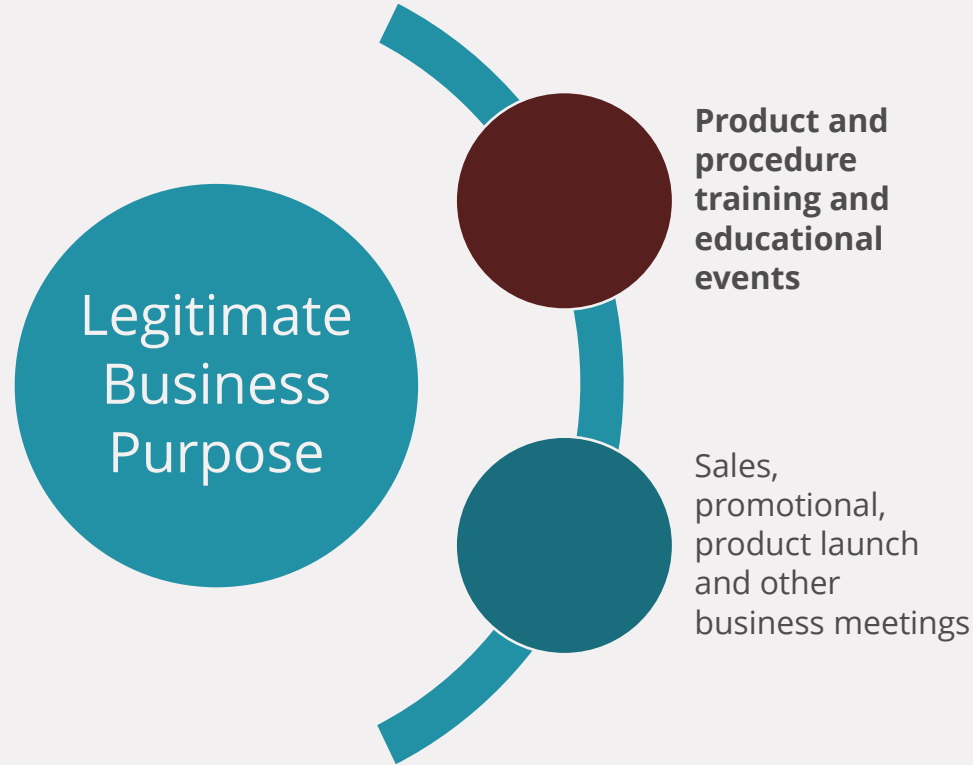 Legitimate
Business
Purpose
Product and
procedure
training and
educational
events
Sales,
promotional,
product launch
and other
business meetings